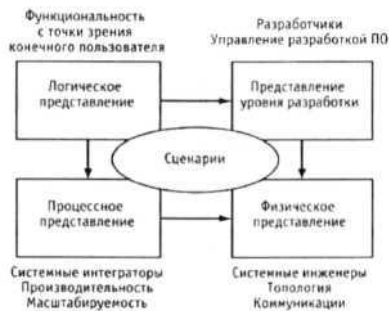 Функциональность
с точки зрения
конечного пользователя
Разработчики
Управление разработкой ПО
Логическое
представление
Представление
уровня разработки
Сценарии
Процессное
представление
Физическое
представление
Системные интеграторы
Производительность
Масштабируемость
Системные инженеры
Топология
Коммуникации